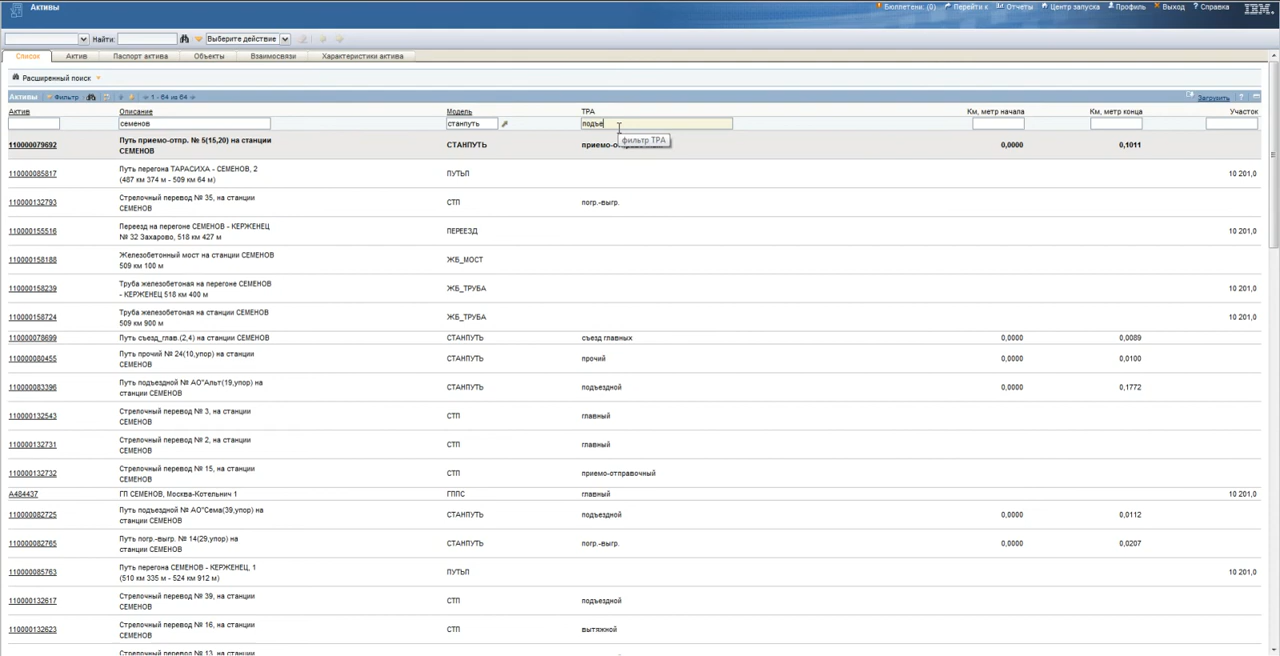 Активы
Бюллетени: (0) Перейти к Отчеты Центр запуска Профиль Выход Справка IBM.
Найти: Выберите действие
Список Актив Паспорт актива Объекты Взаимосвязи Характеристики актива
Расширенный поиск
Активы Фильтр 1 - 64 из 64 Загрузить ?
Актив Описание Модель ТРА Км, метр начала Км, метр конца Участок
семенов станпуть подъе
фильтр ТРА
110000079692 Путь приемо-отпр. № 5(15,20) на станции СТАНПУТЬ 0,0000 0,1011
СЕМЕНОВ
110000085817 Путь перегона ТАРАСИХА - СЕМЕНОВ, 2 ПУТЬП 10 201,0
(487 км 374 м - 509 км 64 м)
110000132793 Стрелочный перевод № 35, на станции СТП погр.-выгр.
СЕМЕНОВ
110000155516 Переезд на перегоне СЕМЕНОВ - КЕРЖЕНЕЦ ПЕРЕЕЗД 10 201,0
№ 32 Захарово, 518 км 427 м
110000158188 Железобетонный мост на станции СЕМЕНОВ ЖБ_МОСТ
509 км 100 м
110000158239 Труба железобетоная на перегоне СЕМЕНОВ ЖБ_ТРУБА 10 201,0
- КЕРЖЕНЕЦ 518 км 400 м
110000158724 Труба железобетоная на станции СЕМЕНОВ ЖБ_ТРУБА 10 201,0
509 км 900 м
110000078699 Путь съезд_глав.(2,4) на станции СЕМЕНОВ СТАНПУТЬ съезд главных 0,0000 0,0089
110000080455 Путь прочий № 24(10,упор) на станции СТАНПУТЬ прочий 0,0000 0,0100
СЕМЕНОВ
110000083396 Путь подъездной № АО"Альт(19,упор) на СТАНПУТЬ подъездной 0,0000 0,1772
станции СЕМЕНОВ
110000132543 Стрелочный перевод № 3, на станции СТП главный
СЕМЕНОВ
110000132731 Стрелочный перевод № 2, на станции СТП главный
СЕМЕНОВ
110000132732 Стрелочный перевод № 15, на станции СТП приемо-отправочный
СЕМЕНОВ
А484437 ГП СЕМЕНОВ, Москва-Котельнич 1 ГППС главный 10 201,0
110000082725 Путь подъездной № АО"Сема(39,упор) на СТАНПУТЬ подъездной 0,0000 0,0112
станции СЕМЕНОВ
110000082765 Путь погр.-выгр. № 14(29,упор) на СТАНПУТЬ погр.-выгр. 0,0000 0,0207
станции СЕМЕНОВ
110000085763 Путь перегона СЕМЕНОВ - КЕРЖЕНЕЦ, 1 ПУТЬП 10 201,0
(510 км 335 м - 524 км 912 м)
110000132617 Стрелочный перевод № 39, на станции СТП подъездной
СЕМЕНОВ
110000132623 Стрелочный перевод № 16, на станции СТП вытяжной
СЕМЕНОВ
Стрелочный перевод № 13, на станции